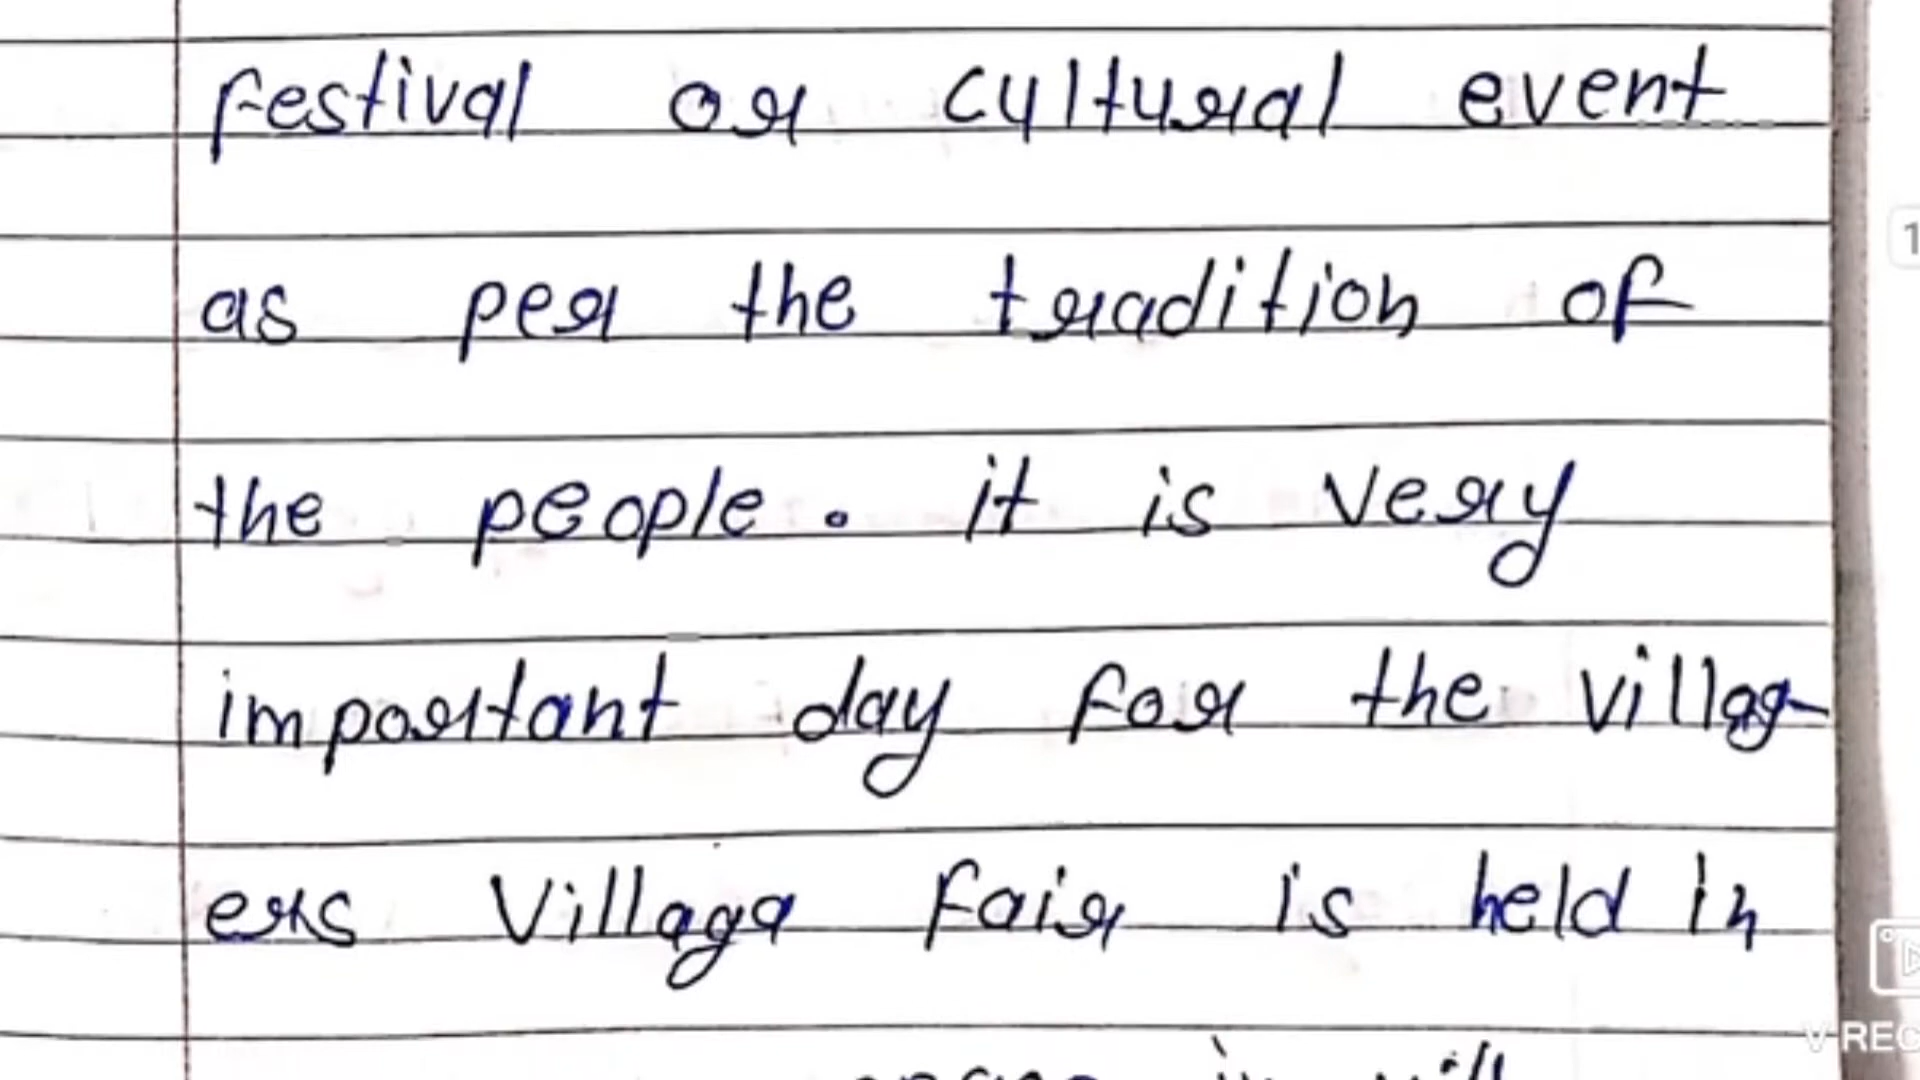 festival or cultural event
as per the tradition of
the people. it is very
important day for the villag-
ers Villaga fair is held in
V REC